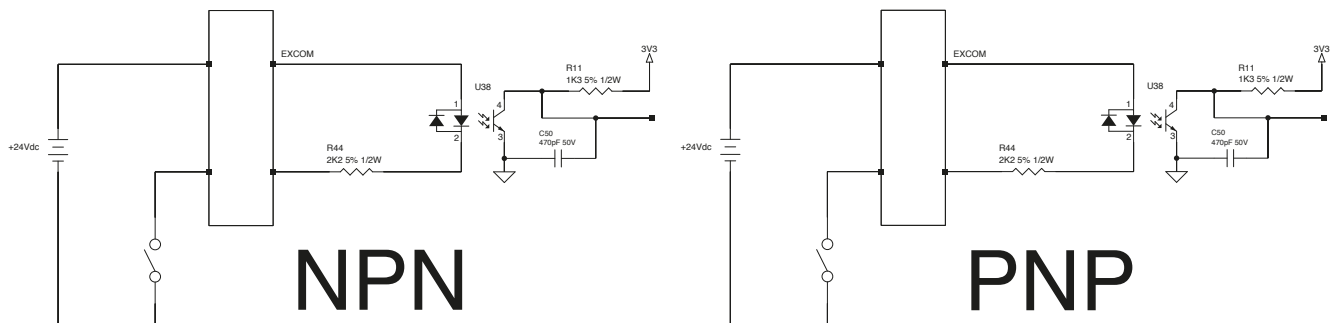 EXCOM
3V3
R11
1K3 5% 1/2W
U38
4
1
3
2
C50
470pF 50V
+24Vdc
R44
2K2 5% 1/2W
NPN
EXCOM
3V3
R11
1K3 5% 1/2W
U38
4
1
3
2
C50
470pF 50V
+24Vdc
R44
2K2 5% 1/2W
PNP